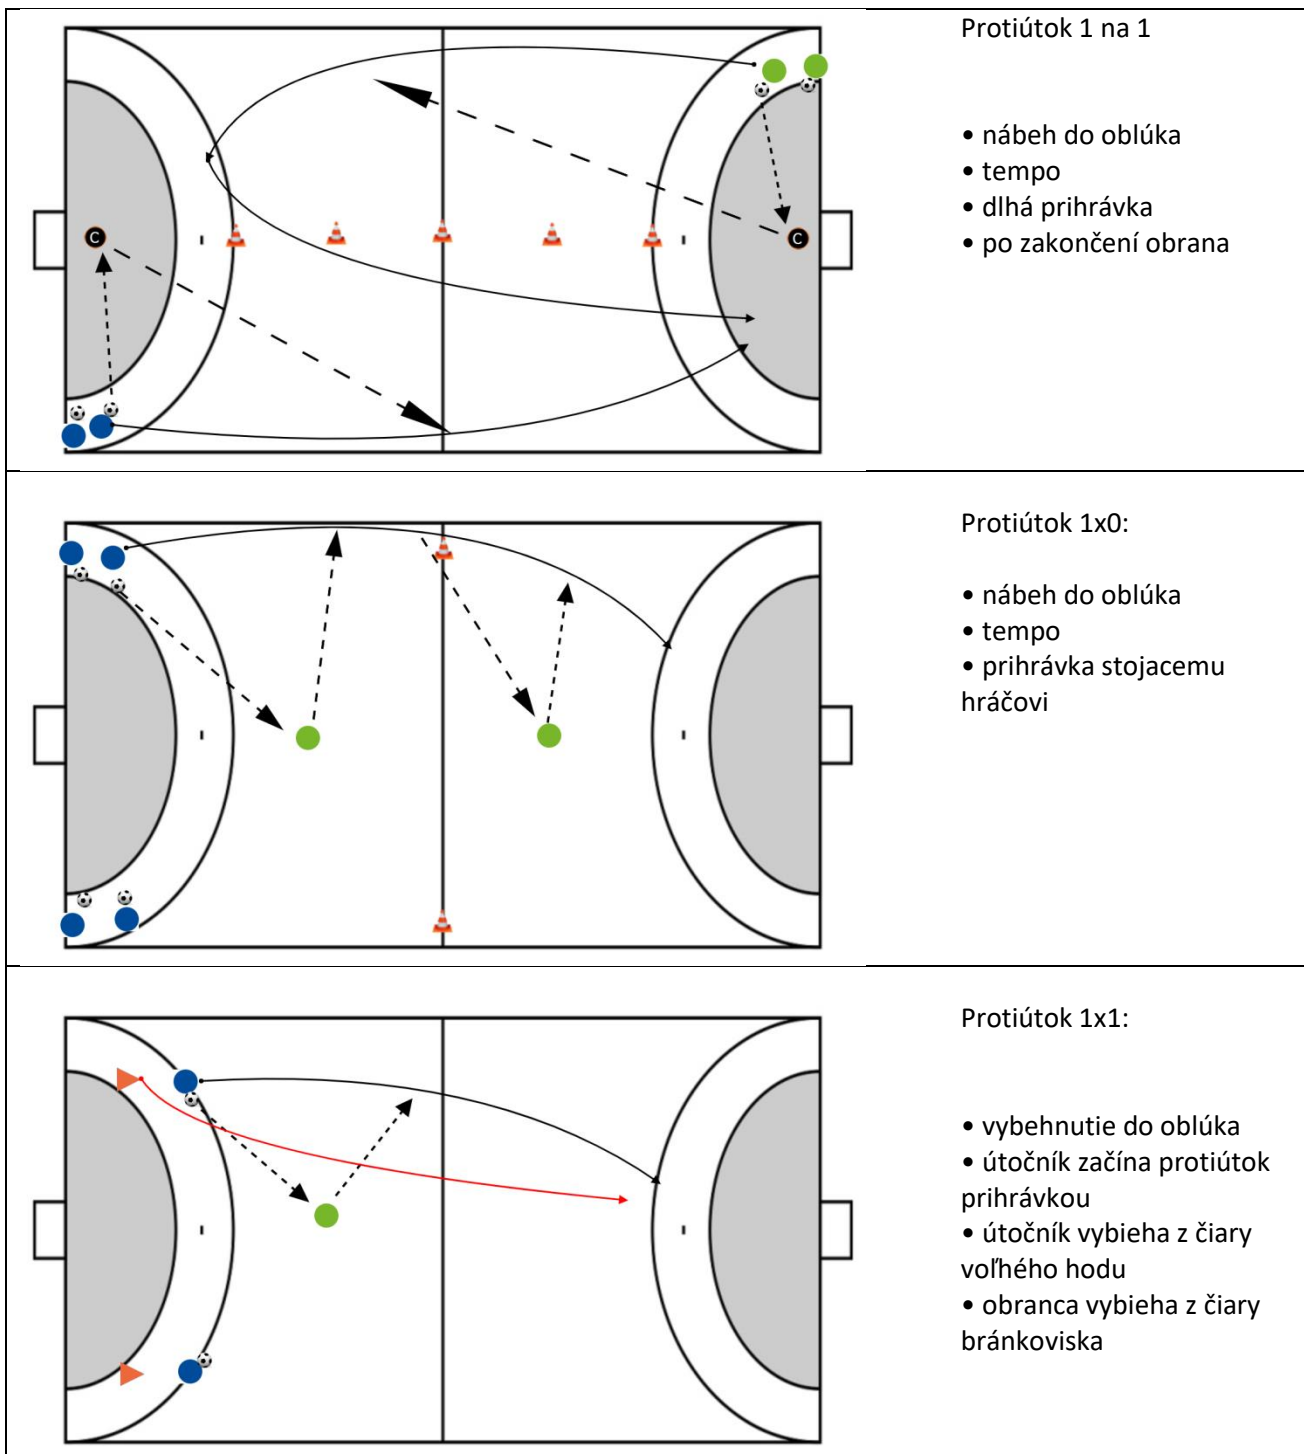 Protiútok 1 na 1
• nábeh do oblúka
• tempo
• dlhá prihrávka
• po zakončení obrana
C
C
Protiútok 1x0:
• nábeh do oblúka
• tempo
• prihrávka stojacemu
hráčovi
Protiútok 1x1:
• vybehnutie do oblúka
• útočník začína protiútok
prihrávkou
• útočník vybieha z čiary
voľhého hodu
• obranca vybieha z čiary
bránkoviska